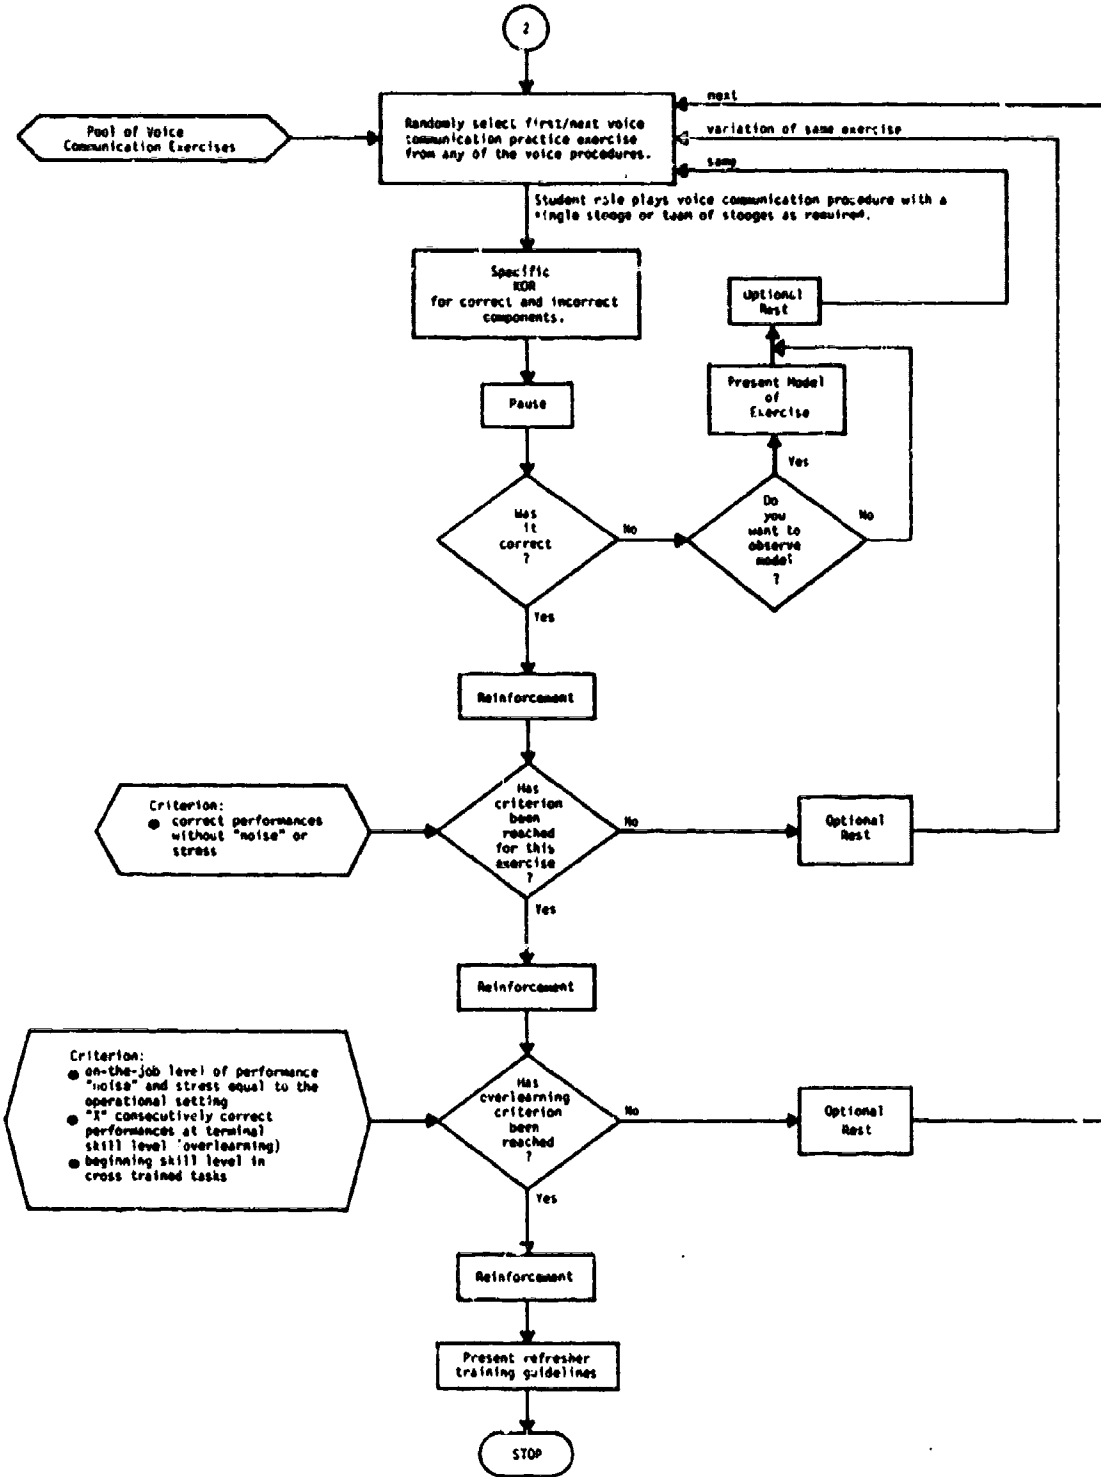 2
next
Pool of Voice
Communication Exercises
Randomly select first/next voice
communication practice exercise
from any of the voice procedures.
variation of same exercise
same
Student role plays voice communication procedure with a
single stooge or team of stooges as required.
Specific
KOR
for correct and incorrect
components.
Optional
Rest
Pause
Present Model
of
Exercise
Yes
Was
it
correct
?
No
Do
you
want to
observe
model
?
No
Yes
Reinforcement
Criterion:
● correct performances
without "noise" or
stress
Has
criterion
been
reached
for this
exercise
?
No
Optional
Rest
Yes
Reinforcement
Criterion:
● on-the-job level of performance
"noise" and stress equal to the
operational setting
● "X" consecutively correct
performances at terminal
skill level (overlearning)
● beginning skill level in
cross trained tasks
Has
overlearning
criterion
been
reached
?
No
Optional
Rest
Yes
Reinforcement
Present refresher
training guidelines
STOP